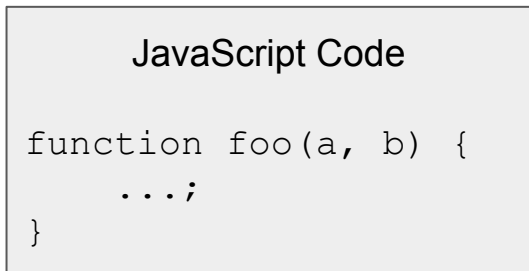 JavaScript Code
function foo(a, b) {
    ...;
}